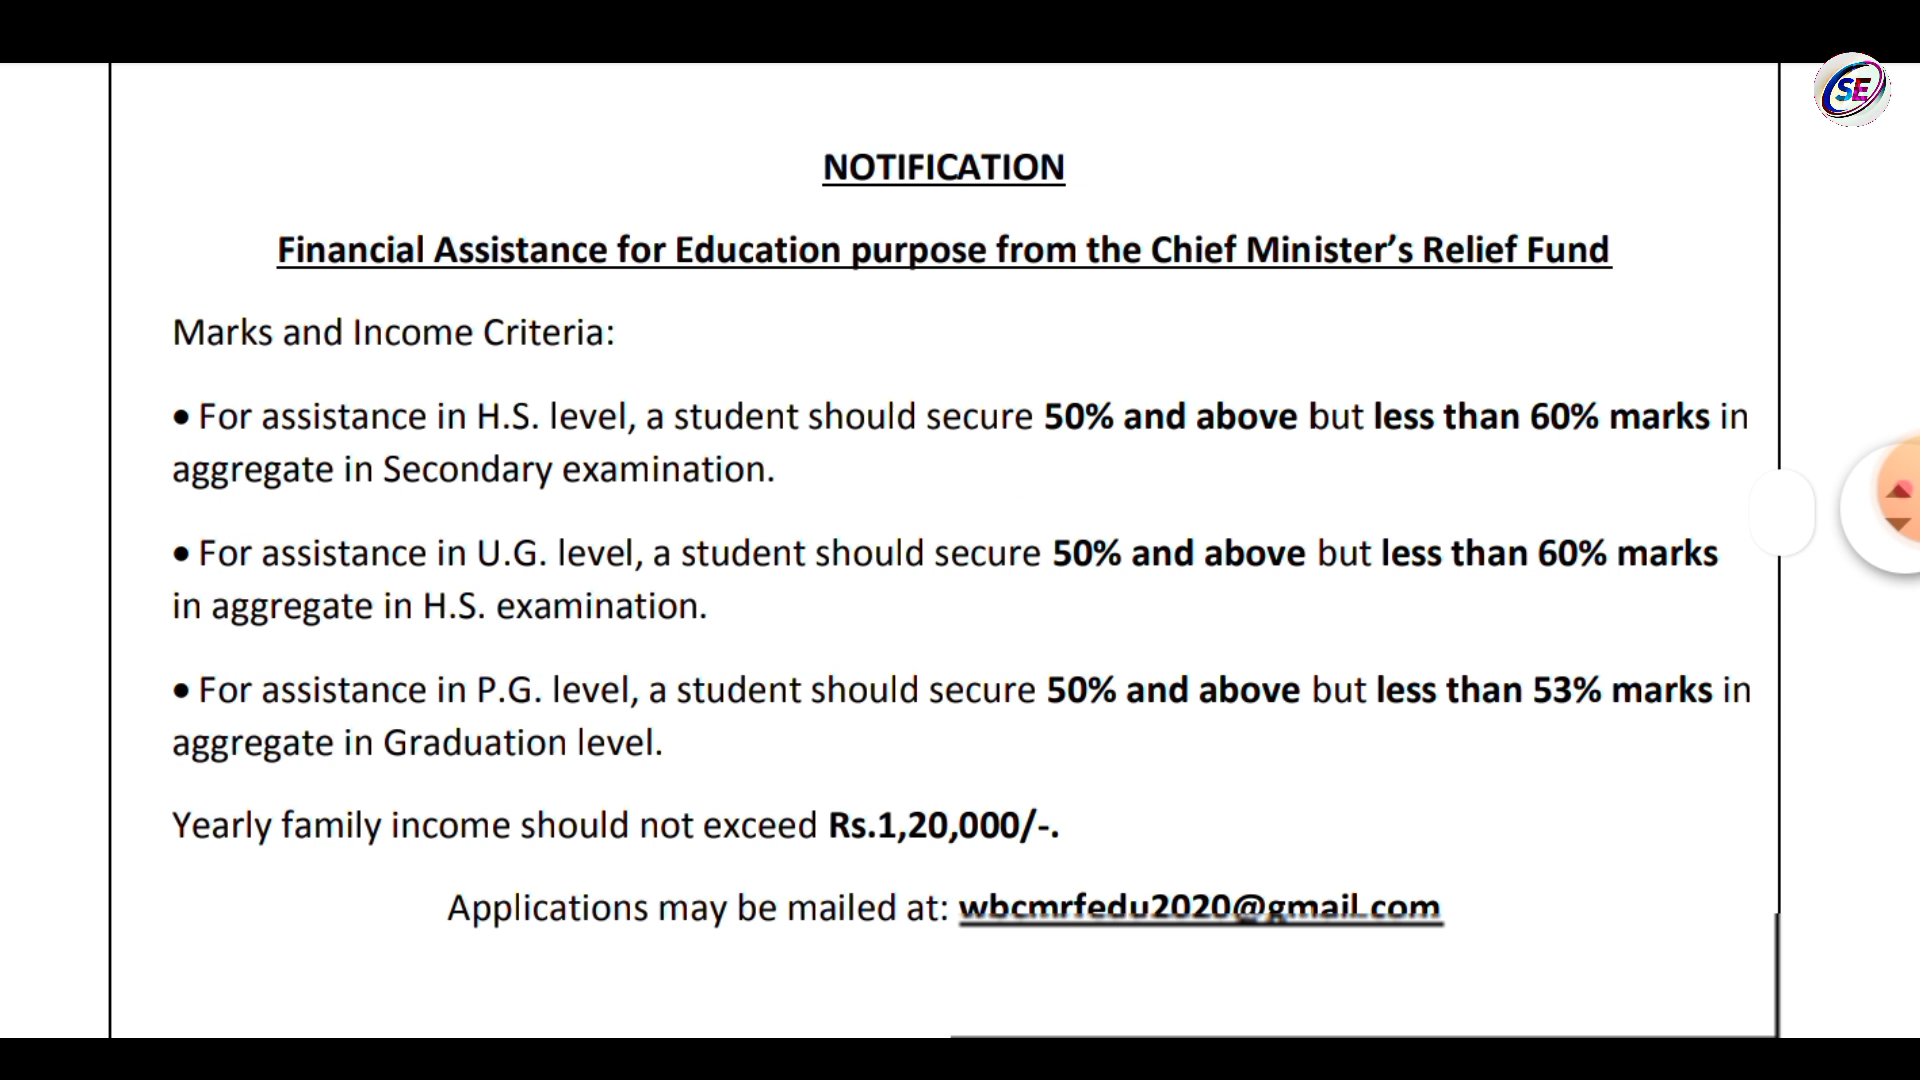 SE
NOTIFICATION
Financial Assistance for Education purpose from the Chief Minister’s Relief Fund
Marks and Income Criteria:
• For assistance in H.S. level, a student should secure 50% and above but less than 60% marks in
aggregate in Secondary examination.
• For assistance in U.G. level, a student should secure 50% and above but less than 60% marks
in aggregate in H.S. examination.
• For assistance in P.G. level, a student should secure 50% and above but less than 53% marks in
aggregate in Graduation level.
Yearly family income should not exceed Rs.1,20,000/-.
Applications may be mailed at: wbcmrfedu2020@gmail.com